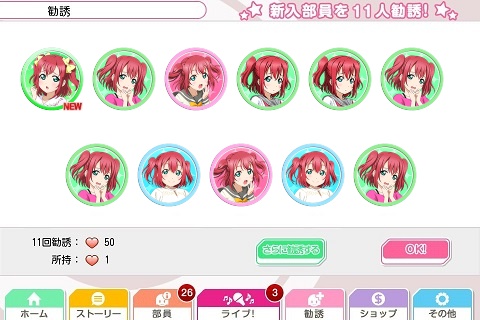 勧誘
新入部員を11人勧誘!
NEW
11回勧誘: 50
所持: 1
さらに勧誘する
OK!
26
3
ホーム
ストーリー
部員
ライブ!
勧誘
ショップ
その他